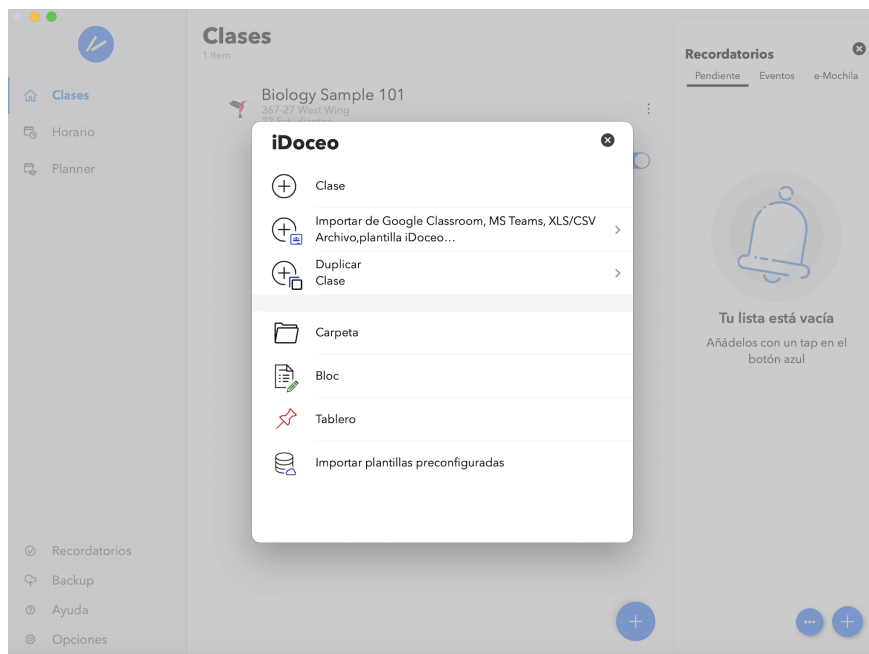 Clases
1 Item
Recordatorios
Pendiente Eventos e-Mochila
Clases
Horario
Planner
Biology Sample 101
367-27 West Wing
23 Estudiantes
iDoceo
Clase
Importar de Google Classroom, MS Teams, XLS/CSV
Archivo,plantilla iDoceo...
Duplicar
Clase
Carpeta
Bloc
Tablero
Importar plantillas preconfiguradas
Tu lista está vacía
Añádelos con un tap en el
botón azul
Recordatorios
Backup
Ayuda
Opciones